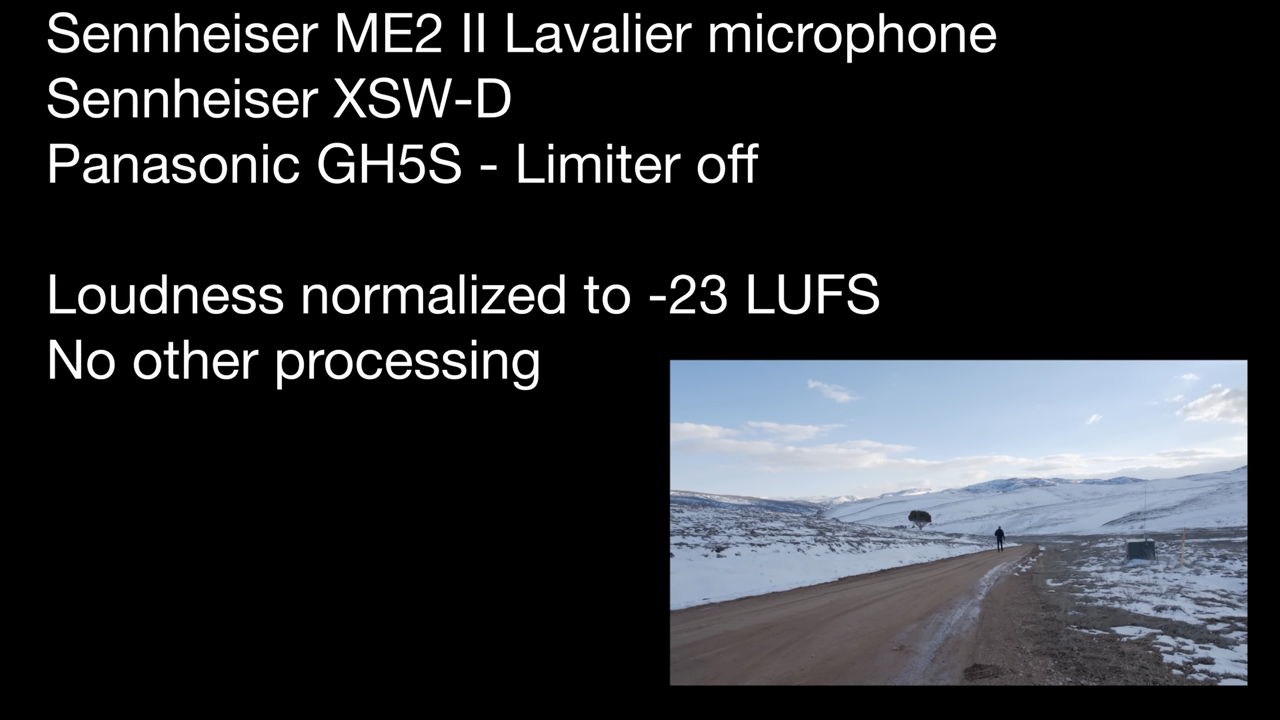 Sennheiser ME2 II Lavalier microphone
Sennheiser XSW-D
Panasonic GH5S - Limiter off
Loudness normalized to -23 LUFS
No other processing